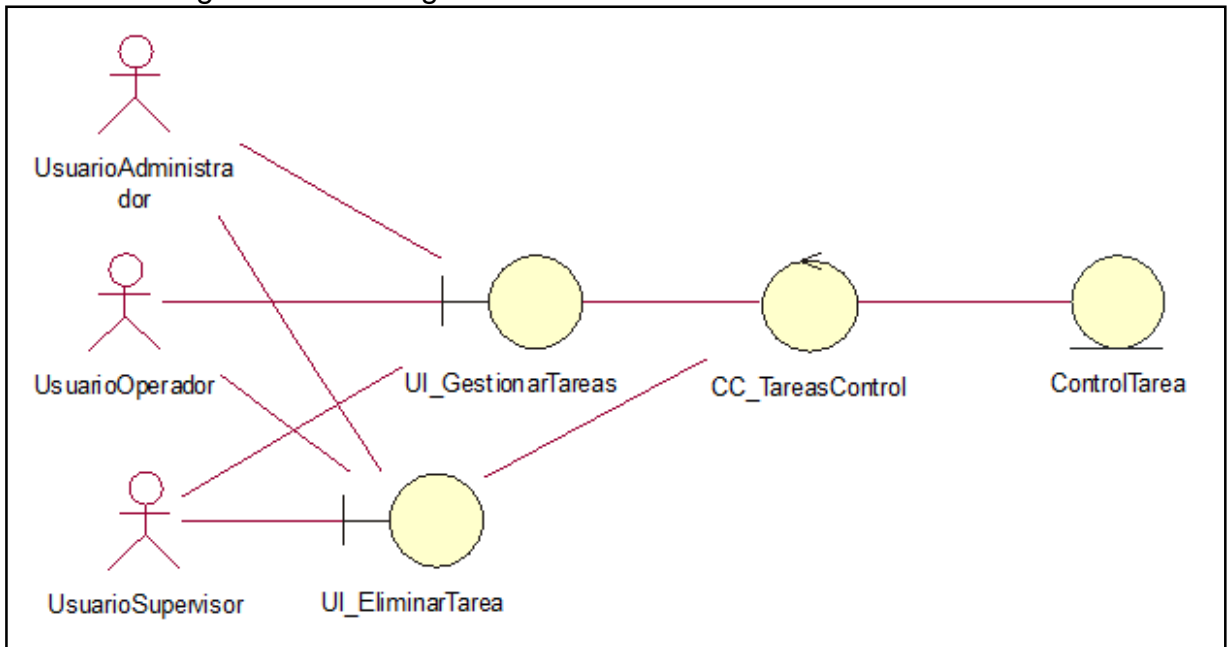 UsuarioAdministra
dor
UsuarioOperador
UI_GestionarTareas
CC_TareasControl
ControlTarea
UsuarioSupervisor
UI_EliminarTarea